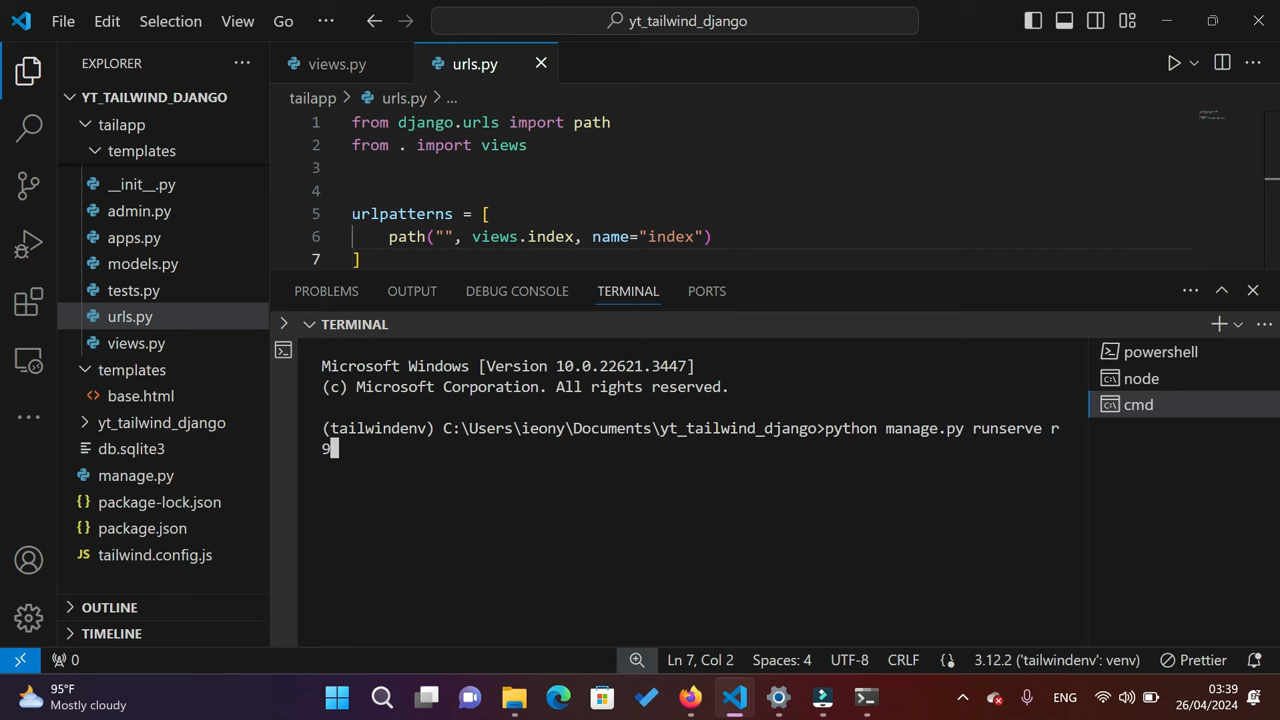 File Edit Selection View Go yt_tailwind_django
EXPLORER
views.py urls.py
YT_TAILWIND_DJANGO
tailapp
templates
__init__.py
admin.py
apps.py
models.py
tests.py
urls.py
views.py
templates
base.html
yt_tailwind_django
db.sqlite3
manage.py
package-lock.json
package.json
tailwind.config.js
OUTLINE
TIMELINE
tailapp > urls.py > ...
1 from django.urls import path
2 from . import views
3
4
5 urlpatterns = [
6 path("", views.index, name="index")
7 ]
PROBLEMS OUTPUT DEBUG CONSOLE TERMINAL PORTS
TERMINAL
Microsoft Windows [Version 10.0.22621.3447]
(c) Microsoft Corporation. All rights reserved.
(tailwindenv) C:\Users\ieony\Documents\yt_tailwind_django>python manage.py runserve r
9
powershell
node
cmd
0 Ln 7, Col 2 Spaces: 4 UTF-8 CRLF {} 3.12.2 ('tailwindenv': venv) Prettier
95°F
Mostly cloudy
ENG
03:39
26/04/2024